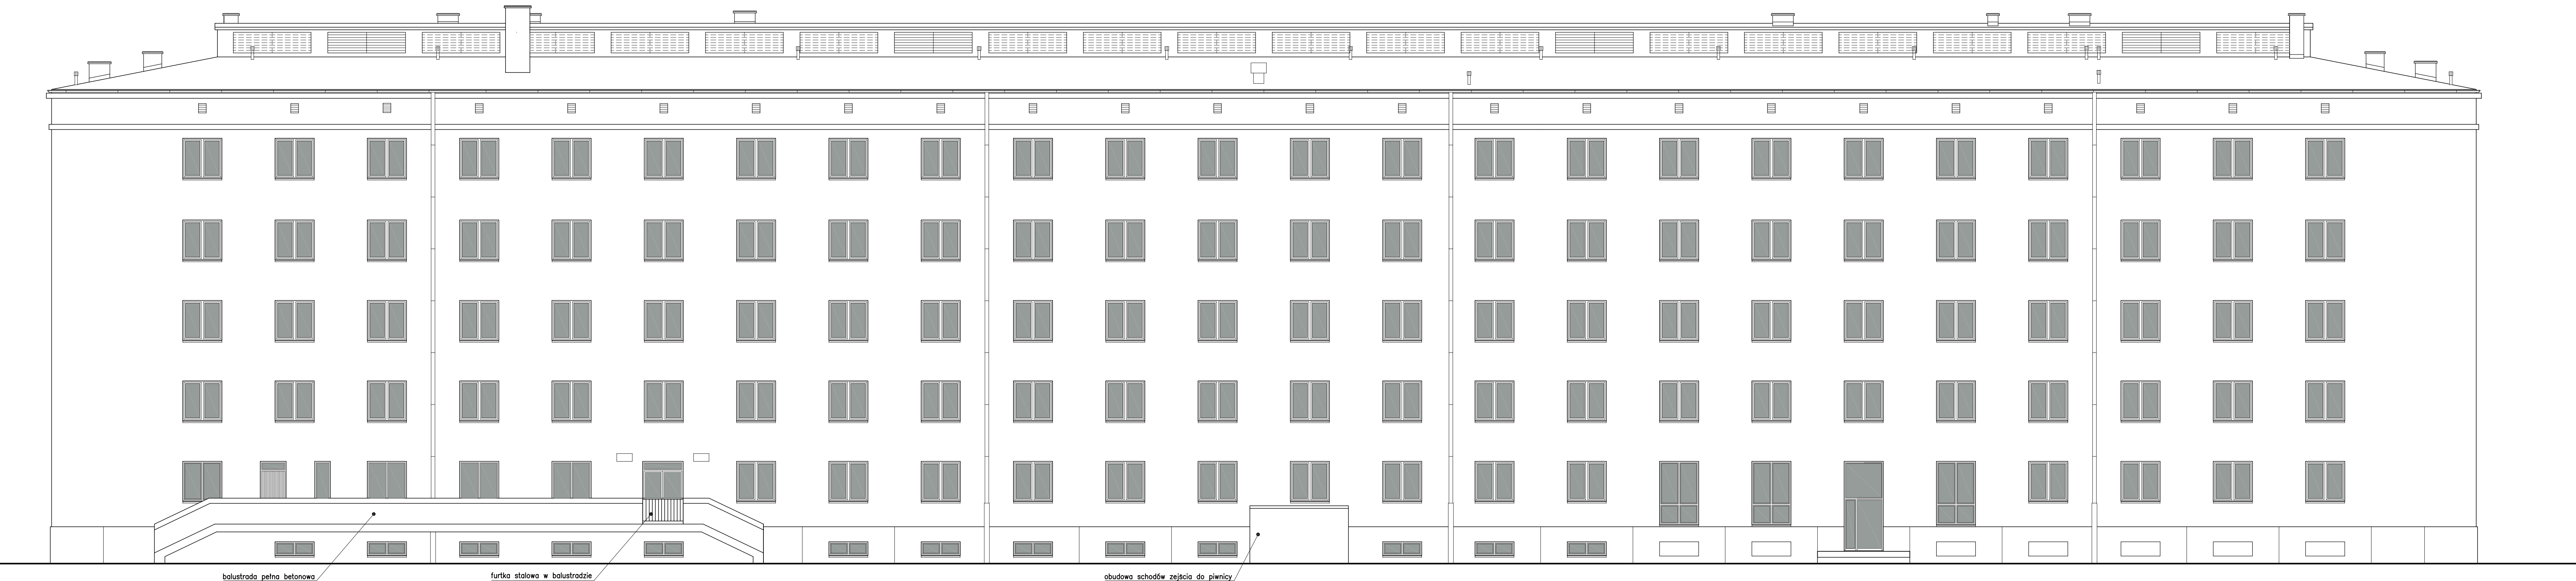 balustrada pełna betonowa
furtka stalowa w balustradzie
obudowa schodów zejścia do piwnicy